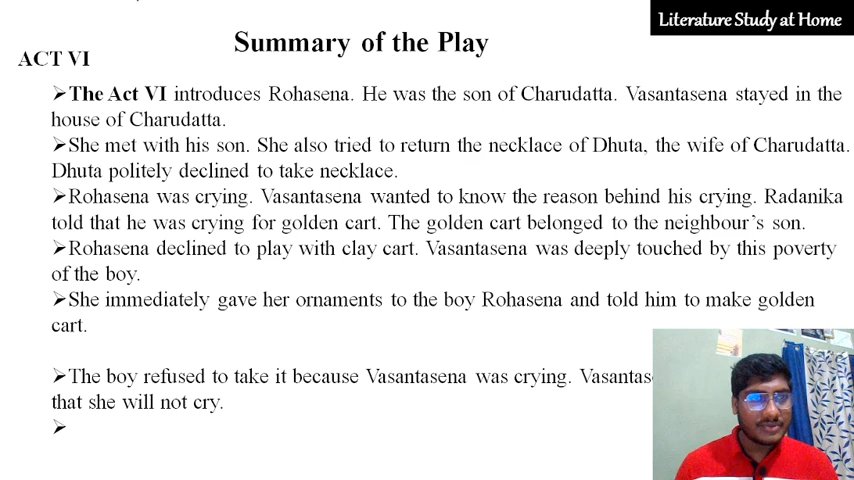 Literature Study at Home
Summary of the Play
ACT VI
➢The Act VI introduces Rohasena. He was the son of Charudatta. Vasantasena stayed in the
house of Charudatta.
➢She met with his son. She also tried to return the necklace of Dhuta, the wife of Charudatta.
Dhuta politely declined to take necklace.
➢Rohasena was crying. Vasantasena wanted to know the reason behind his crying. Radanika
told that he was crying for golden cart. The golden cart belonged to the neighbour's son.
➢Rohasena declined to play with clay cart. Vasantasena was deeply touched by this poverty
of the boy.
➢She immediately gave her ornaments to the boy Rohasena and told him to make golden
cart.
➢The boy refused to take it because Vasantasena was crying.
that she will not cry.
➢